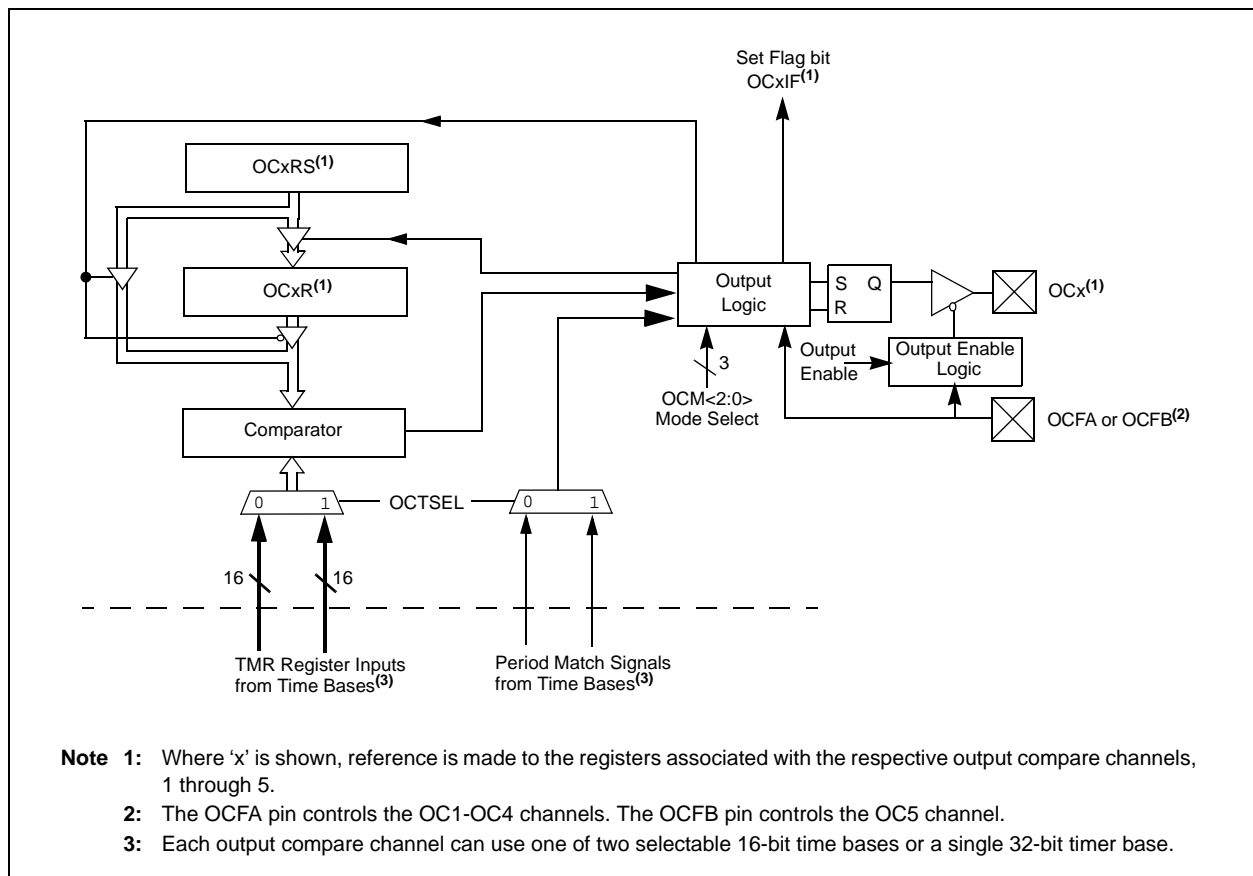 Set Flag bit
OCxIF(1)
OCxRS(1)
OCxR(1)
Output
Logic
S Q
R
OCx(1)
3
OCM<2:0>
Mode Select
Output
Enable
Output Enable
Logic
OCFA or OCFB(2)
Comparator
0 1
OCTSEL
0 1
16
16
TMR Register Inputs
from Time Bases(3)
Period Match Signals
from Time Bases(3)
Note 1: Where ‘x’ is shown, reference is made to the registers associated with the respective output compare channels,
1 through 5.
2: The OCFA pin controls the OC1-OC4 channels. The OCFB pin controls the OC5 channel.
3: Each output compare channel can use one of two selectable 16-bit time bases or a single 32-bit timer base.